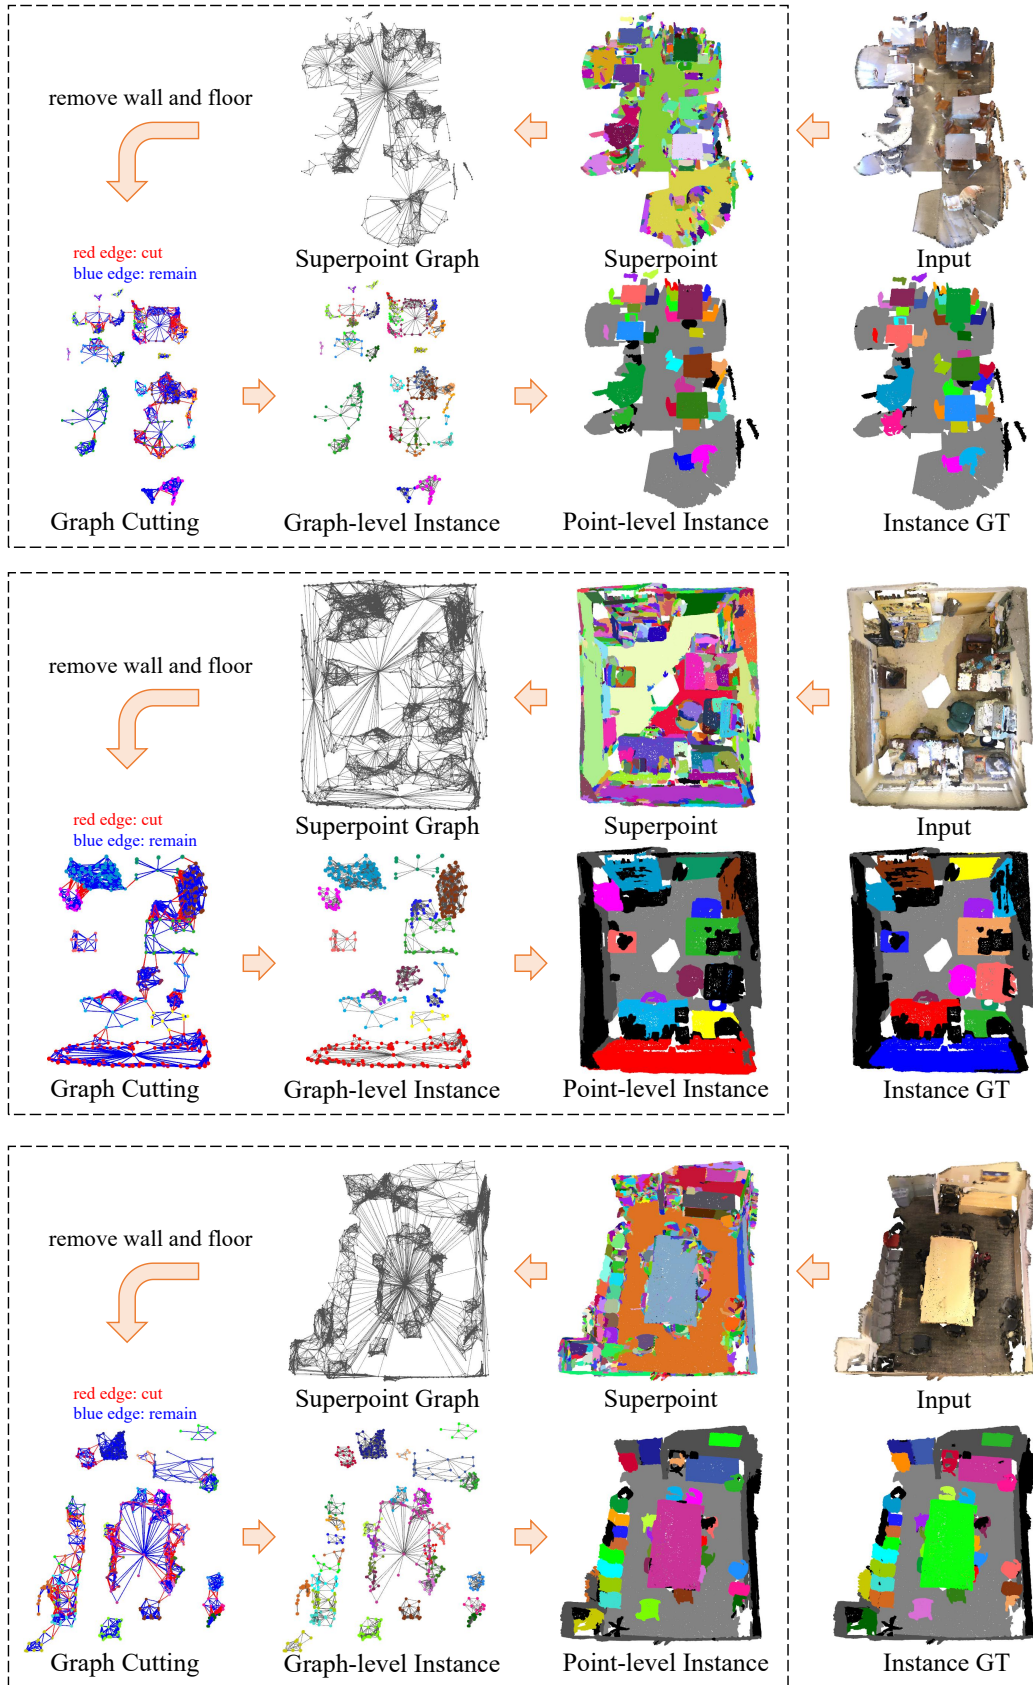 remove wall and floor
Superpoint Graph
Superpoint
Input
red edge: cut
blue edge: remain
Graph Cutting
Graph-level Instance
Point-level Instance
Instance GT
remove wall and floor
Superpoint Graph
Superpoint
Input
red edge: cut
blue edge: remain
Graph Cutting
Graph-level Instance
Point-level Instance
Instance GT
remove wall and floor
Superpoint Graph
Superpoint
Input
red edge: cut
blue edge: remain
Graph Cutting
Graph-level Instance
Point-level Instance
Instance GT